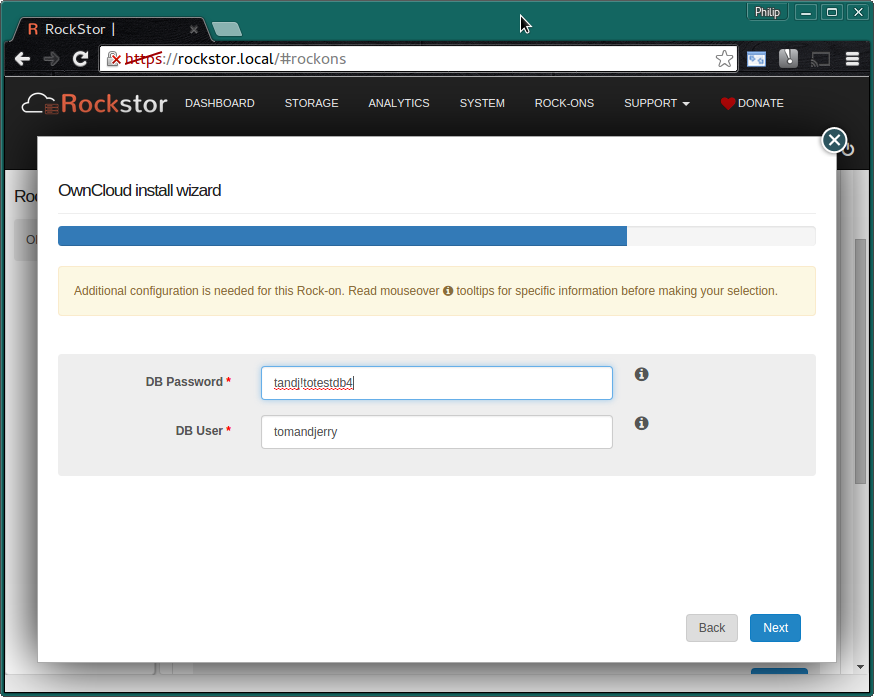 Philip
R RockStor |
https://rockstor.local/#rockons
Rockstor DASHBOARD STORAGE ANALYTICS SYSTEM ROCK-ONS SUPPORT DONATE
OwnCloud install wizard
Additional configuration is needed for this Rock-on. Read mouseover tooltips for specific information before making your selection.
DB Password * tandj!totestdb4
DB User * tomandjerry
Back Next